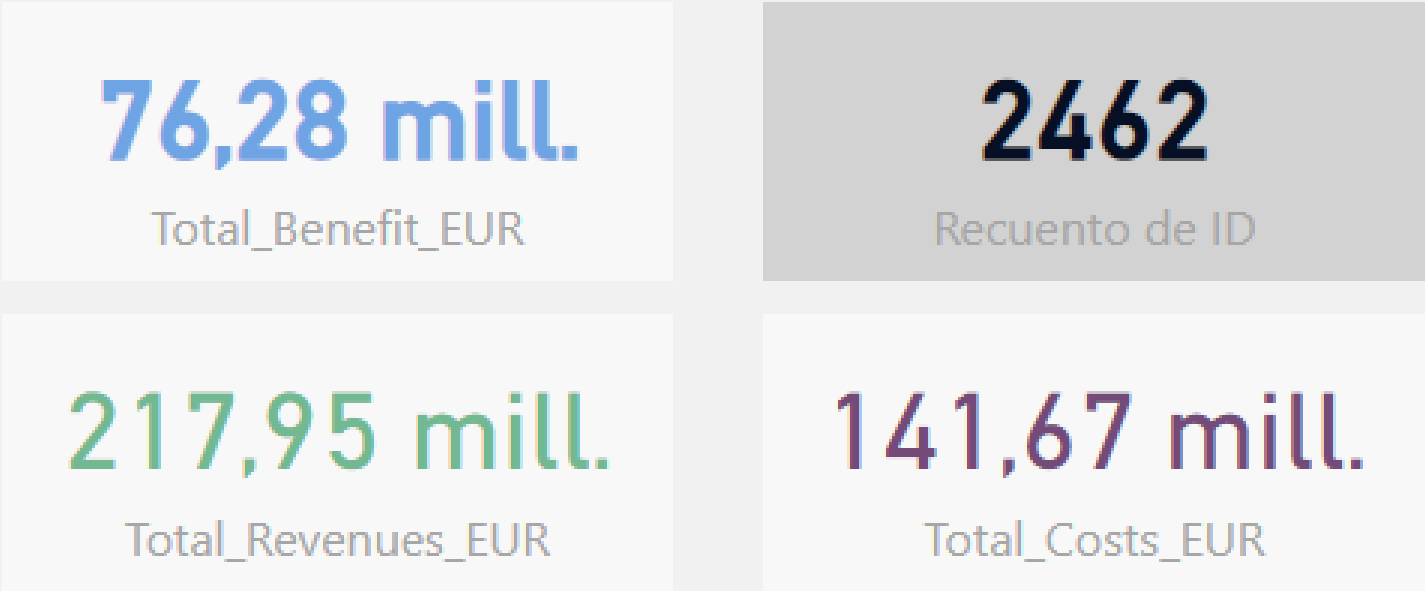 76,28 mill.
Total_Benefit_EUR
2462
Recuento de ID
217,95 mill.
Total_Revenues_EUR
141,67 mill.
Total_Costs_EUR